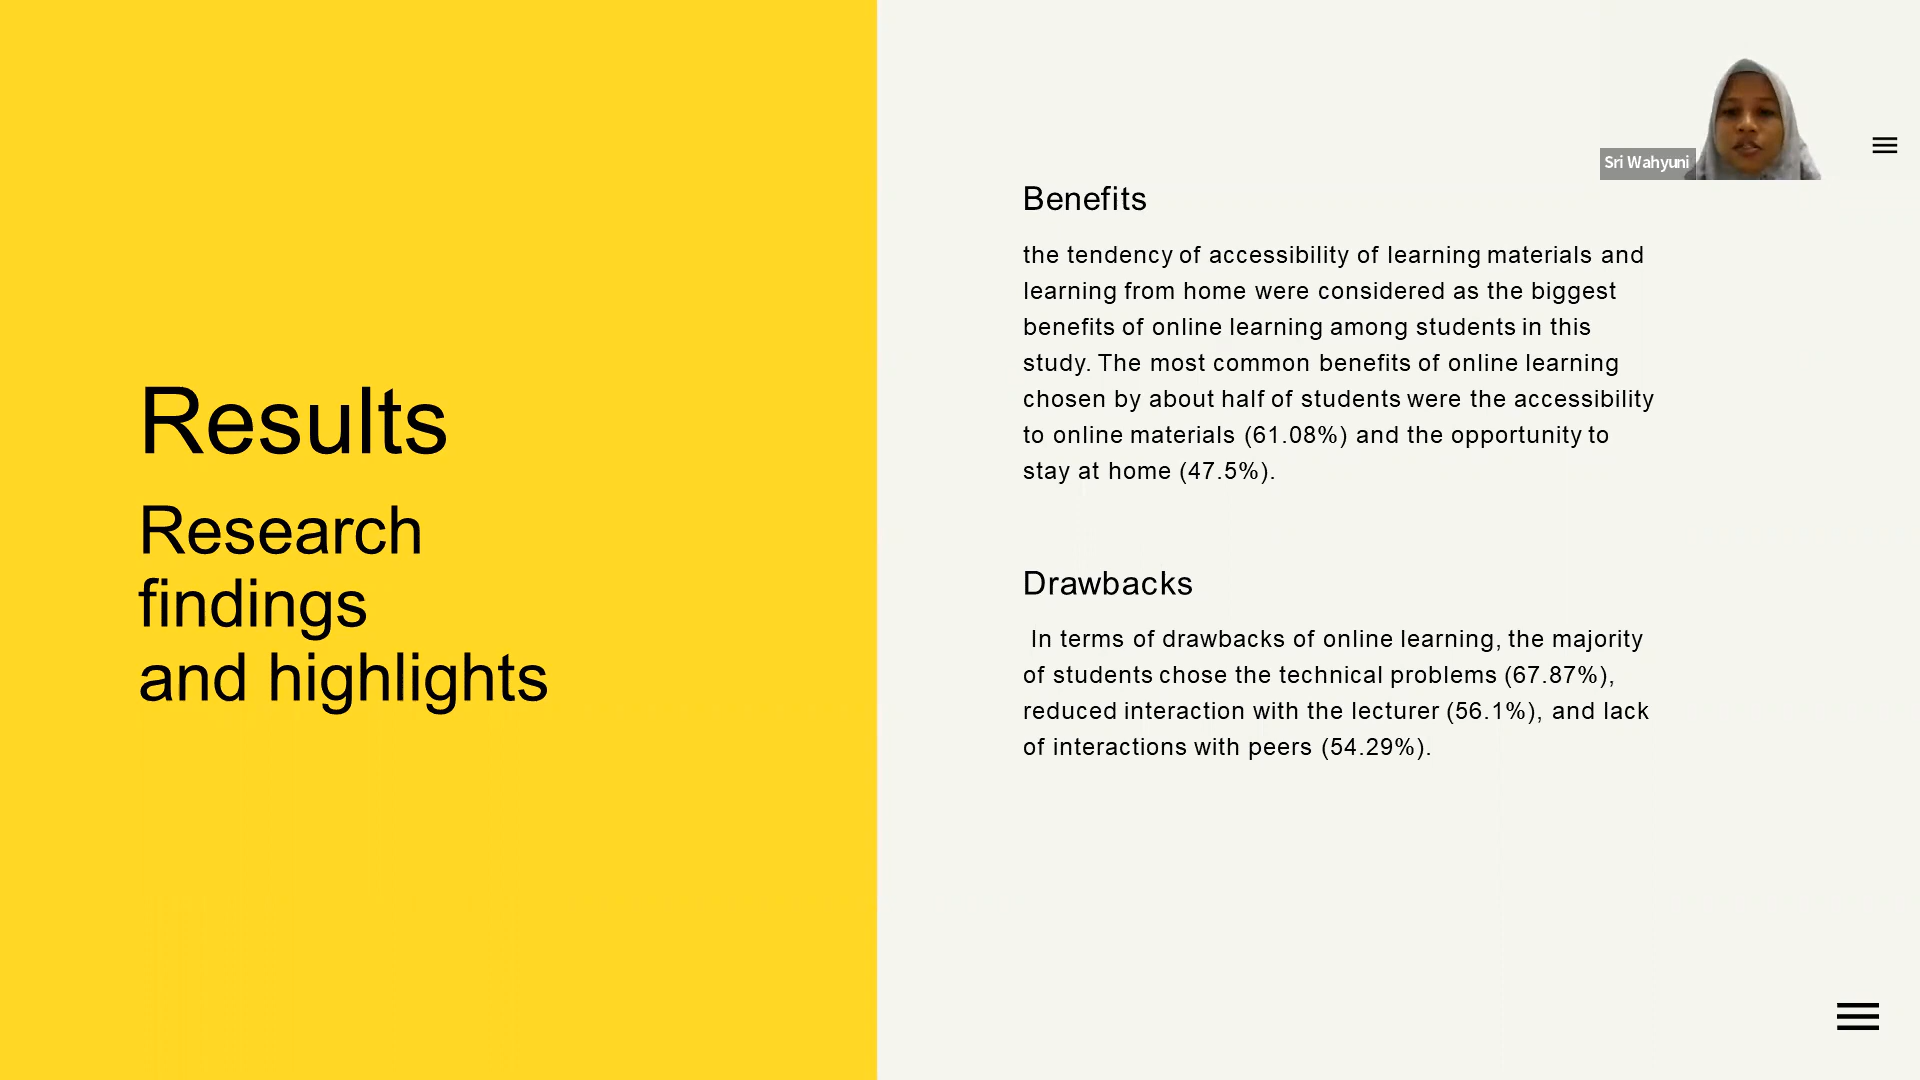 Results
Research
findings
and highlights
Sri Wahyuni
Benefits
the tendency of accessibility of learning materials and
learning from home were considered as the biggest
benefits of online learning among students in this
study. The most common benefits of online learning
chosen by about half of students were the accessibility
to online materials (61.08%) and the opportunity to
stay at home (47.5%).
Drawbacks
In terms of drawbacks of online learning, the majority
of students chose the technical problems (67.87%),
reduced interaction with the lecturer (56.1%), and lack
of interactions with peers (54.29%).